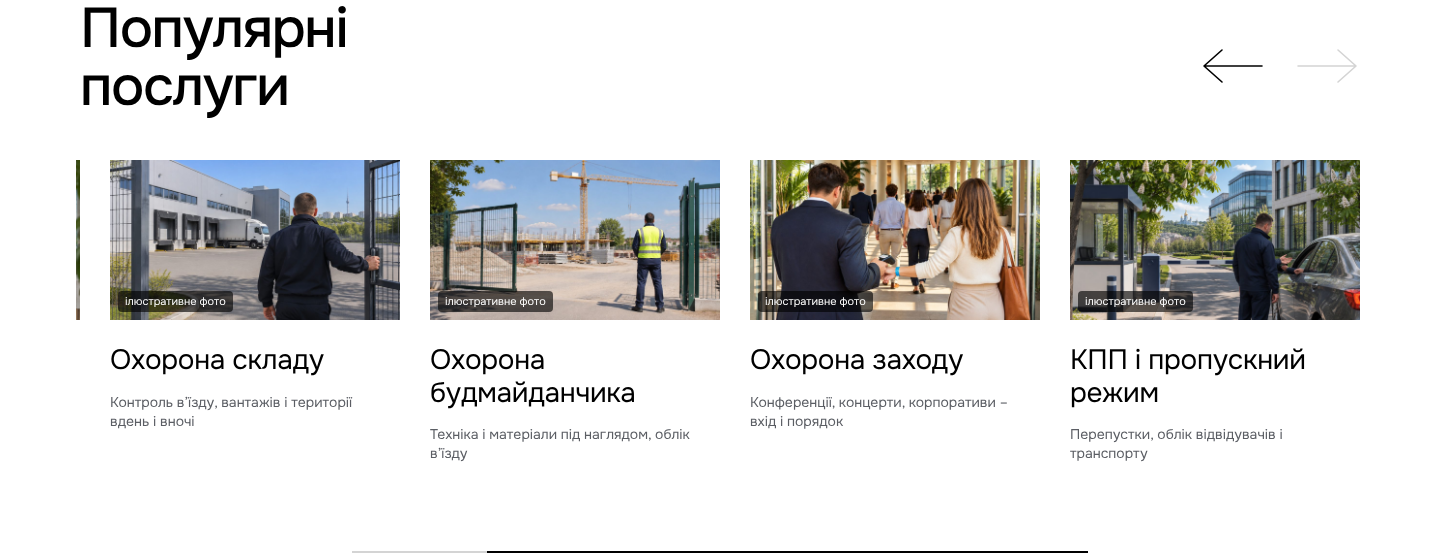 Популярні
послуги
ілюстративне фото
ілюстративне фото
ілюстративне фото
ілюстративне фото
Охорона складу
Контроль в’їзду, вантажів і території
вдень і вночі
Охорона
будмайданчика
Техніка і матеріали під наглядом, облік
в’їзду
Охорона заходу
Конференції, концерти, корпоративи –
вхід і порядок
КПП і пропускний
режим
Перепустки, облік відвідувачів і
транспорту